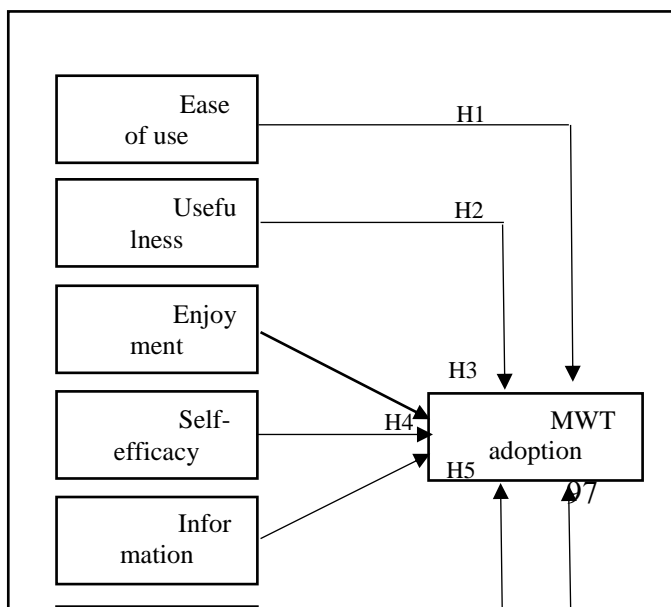 Ease
of use
H1
Usefu
lness
H2
Enjoy
ment
H3
Self-
efficacy
H4
MWT
adoption
H5
97
Infor
mation